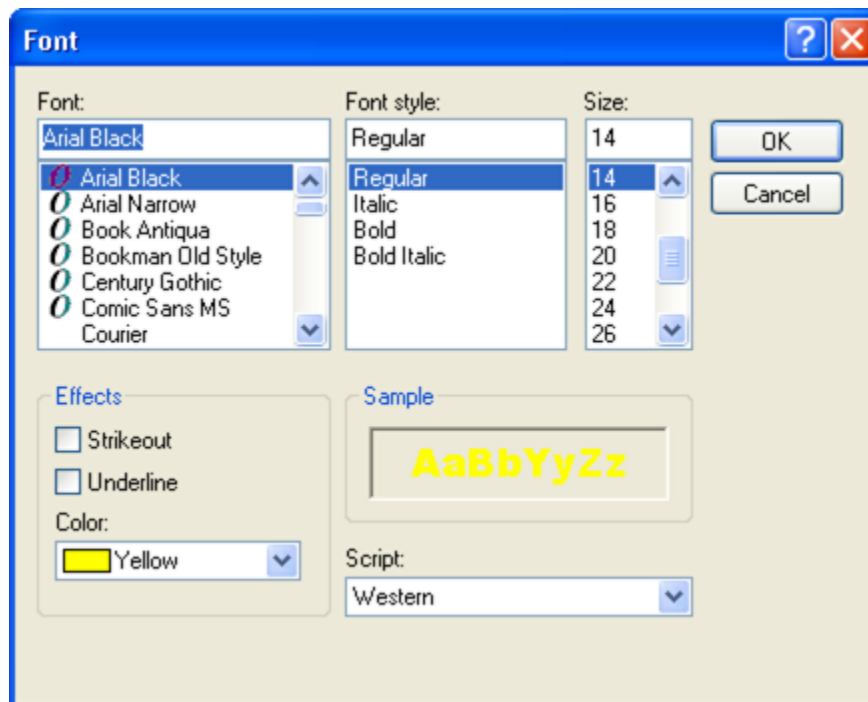 Font
Font:
Arial Black
Arial Black
Arial Narrow
Book Antiqua
Bookman Old Style
Century Gothic
Comic Sans MS
Courier
Font style:
Regular
Regular
Italic
Bold
Bold Italic
Size:
14
14
16
18
20
22
24
26
OK
Cancel
Effects
Strikeout
Underline
Color:
Yellow
Sample
AaBbYyZz
Script:
Western